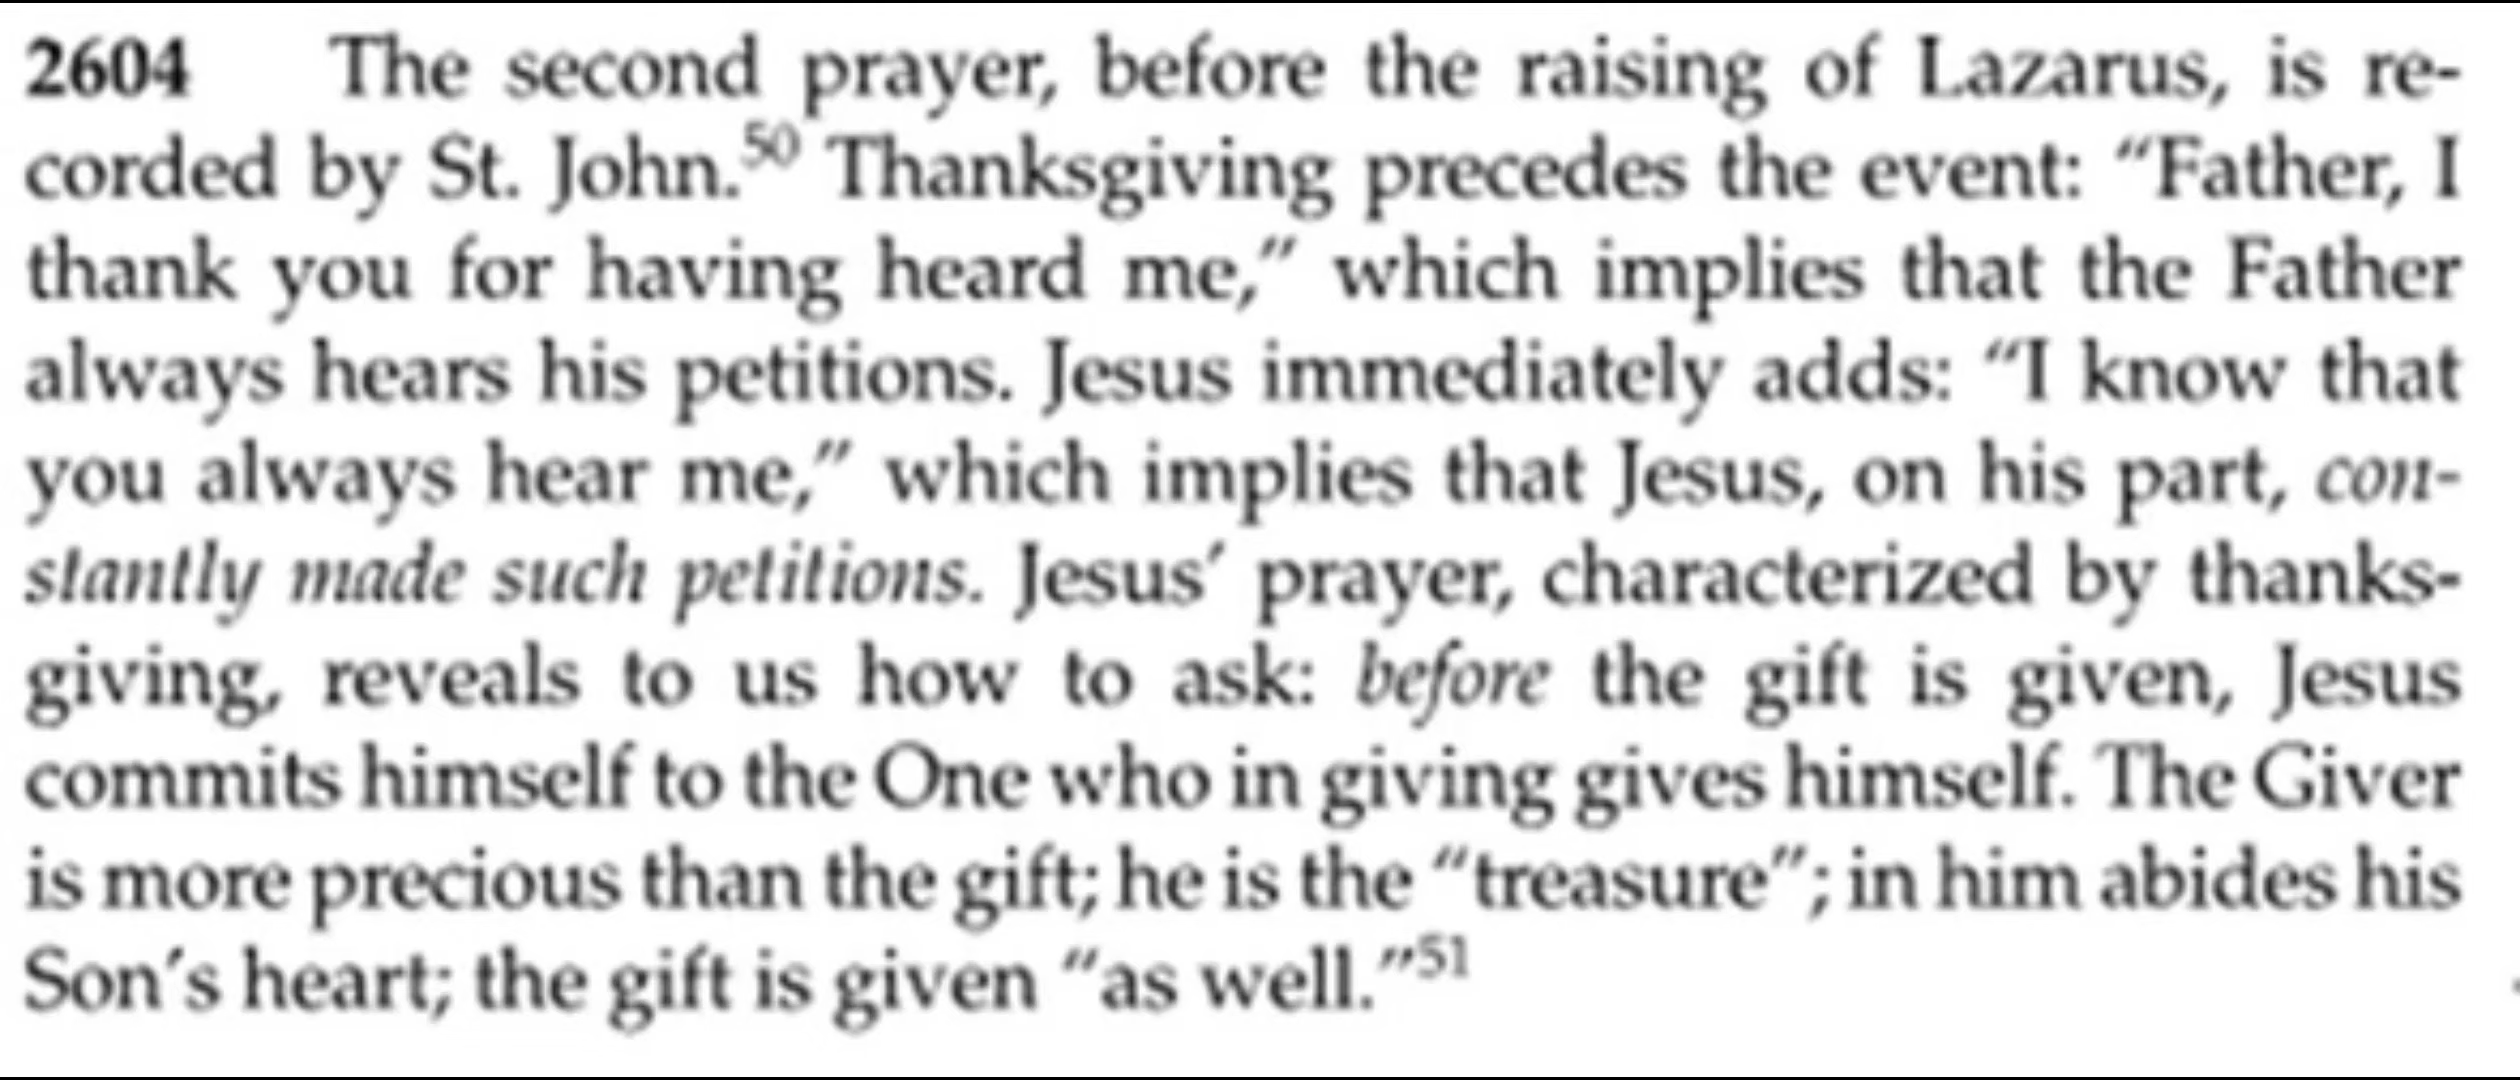 2604 The second prayer, before the raising of Lazarus, is re-
corded by St. John.50 Thanksgiving precedes the event: “Father, I
thank you for having heard me,” which implies that the Father
always hears his petitions. Jesus immediately adds: “I know that
you always hear me,” which implies that Jesus, on his part, con-
stantly made such petitions. Jesus’ prayer, characterized by thanks-
giving, reveals to us how to ask: before the gift is given, Jesus
commits himself to the One who in giving gives himself. The Giver
is more precious than the gift; he is the “treasure”; in him abides his
Son’s heart; the gift is given “as well.”51